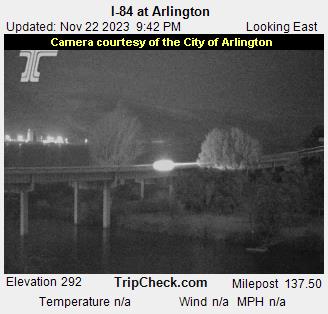 I-84 at Arlington
Updated: Nov 22 2023 9:42 PM Looking East
Camera courtesy of the City of Arlington
Elevation 292 TripCheck.com Milepost 137.50
Temperature n/a Wind n/a MPH n/a